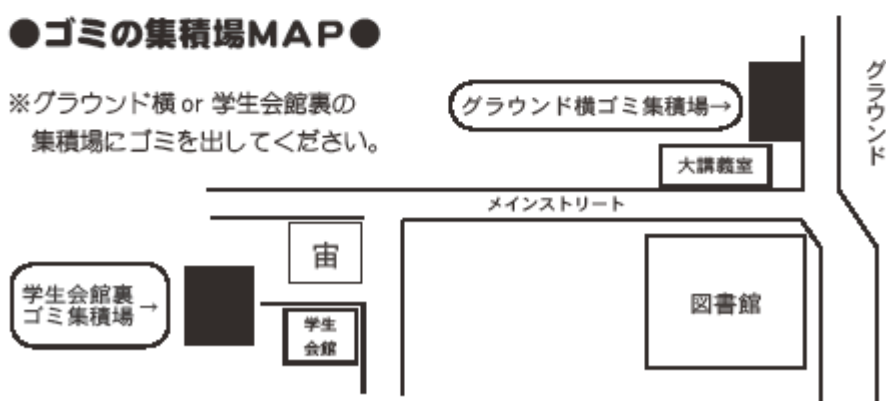 ●ゴミの集積場MAP●
※グラウンド横 or 学生会館裏の
集積場にゴミを出してください。
グラウンド横ゴミ集積場→
グラウンド
大講義室
メインストリート
宙
学生会館裏
ゴミ集積場→
学生
会館
図書館